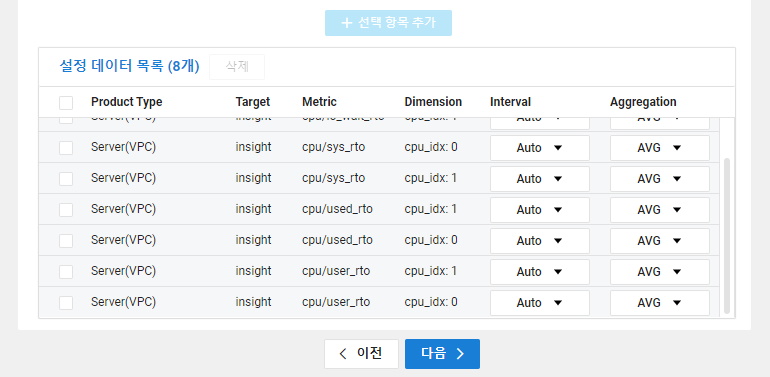 + 선택 항목 추가
설정 데이터 목록 (8개) 삭제
Product Type Target Metric Dimension Interval Aggregation
Server(VPC) insight cpu/io_wait_rto cpu_idx: 1 Auto AVG
Server(VPC) insight cpu/sys_rto cpu_idx: 0 Auto AVG
Server(VPC) insight cpu/sys_rto cpu_idx: 1 Auto AVG
Server(VPC) insight cpu/used_rto cpu_idx: 1 Auto AVG
Server(VPC) insight cpu/used_rto cpu_idx: 0 Auto AVG
Server(VPC) insight cpu/user_rto cpu_idx: 1 Auto AVG
Server(VPC) insight cpu/user_rto cpu_idx: 0 Auto AVG
이전 다음